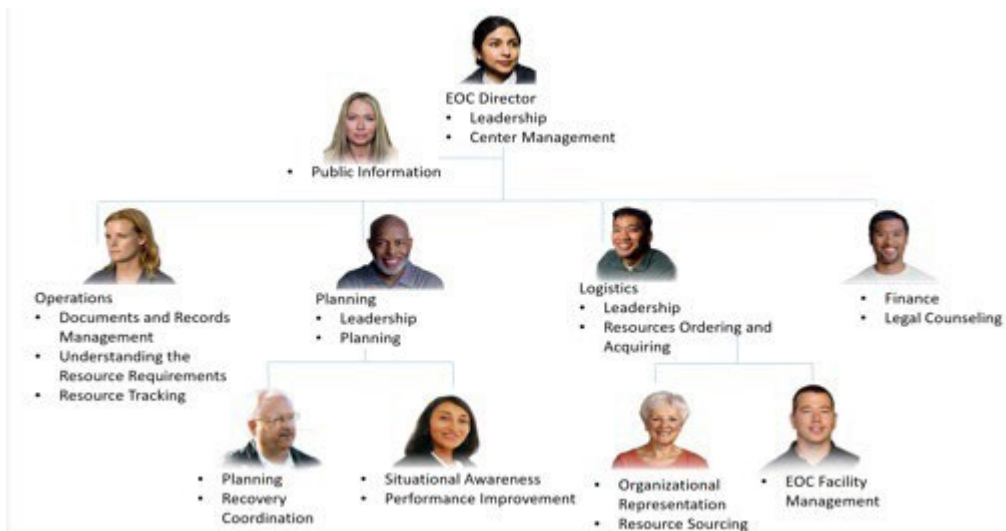 EOC Director
• Leadership
• Center Management
• Public Information
Operations
• Documents and Records
Management
• Understanding the
Resource Requirements
• Resource Tracking
Planning
• Leadership
• Planning
Logistics
• Leadership
• Resources Ordering and
Acquiring
• Finance
• Legal Counseling
• Planning
• Recovery
Coordination
• Situational Awareness
• Performance Improvement
• Organizational
Representation
• Resource Sourcing
• EOC Facility
Management